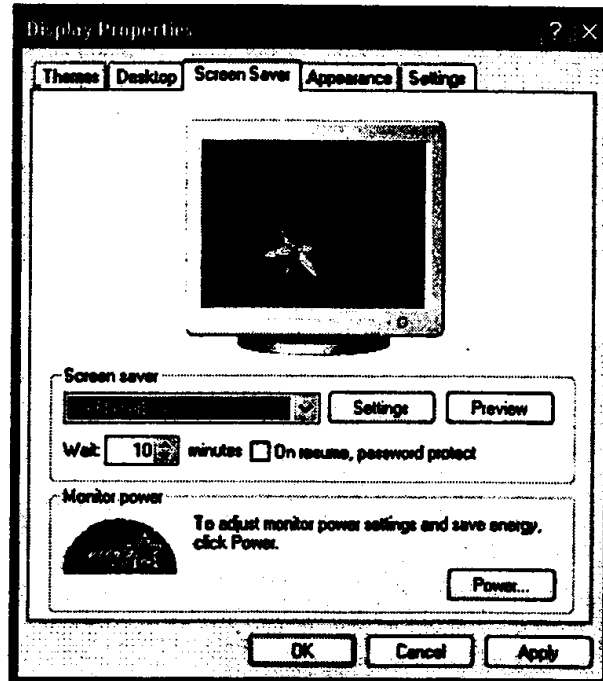 Display Properties ? ×
Themes Desktop Screen Saver Appearance Settings
Screen saver
Settings Preview
Wait: 10 minutes On resume, password protect
Monitor power
To adjust monitor power settings and save energy,
click Power.
Power...
OK Cancel Apply